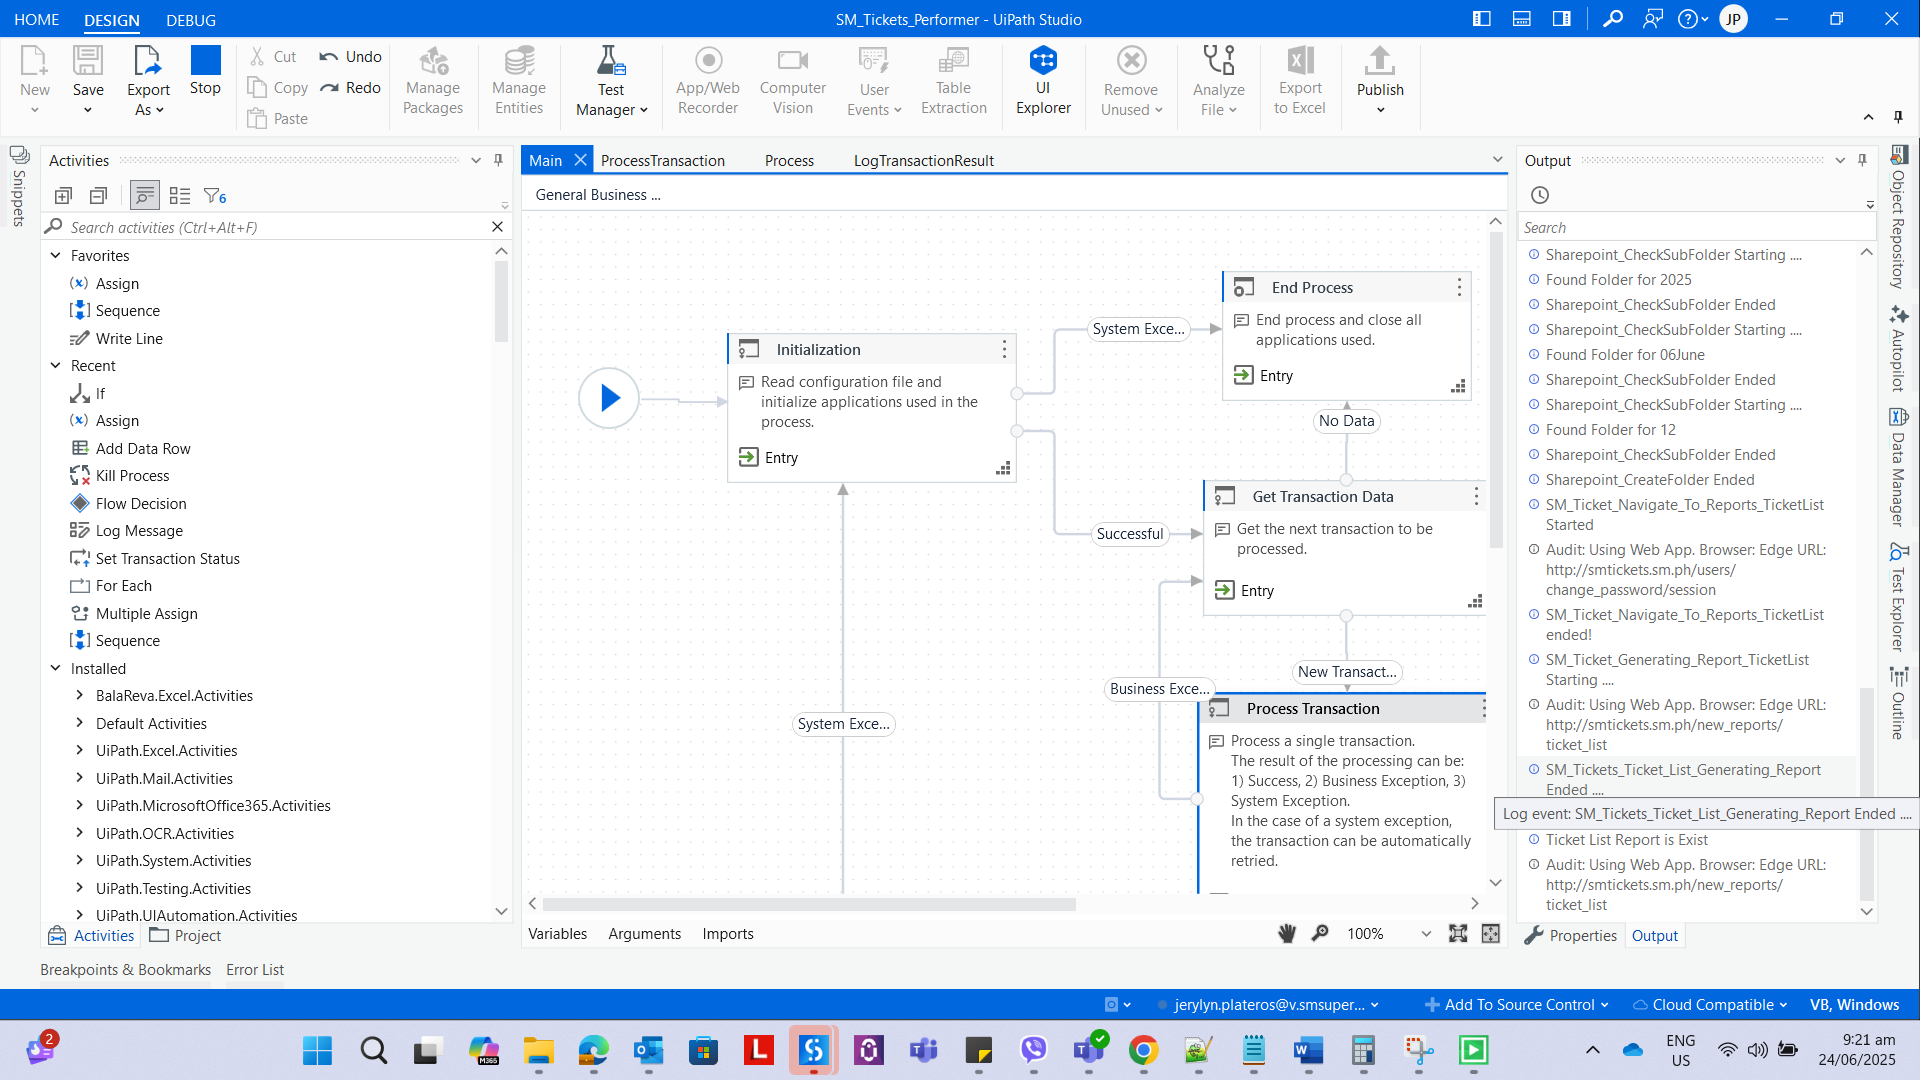 HOME
DESIGN
DEBUG
SM_Tickets_Performer - UiPath Studio
JP
New
Save
Export As
Stop
Cut
Copy
Paste
Undo
Redo
Manage Packages
Manage Entities
Test Manager
App/Web Recorder
Computer Vision
User Events
Table Extraction
UI Explorer
Remove Unused
Analyze File
Export to Excel
Publish
Snippets
Activities
6
Search activities (Ctrl+Alt+F)
Favorites
Assign
Sequence
Write Line
Recent
If
Assign
Add Data Row
Kill Process
Flow Decision
Log Message
Set Transaction Status
For Each
Multiple Assign
Sequence
Installed
BalaReva.Excel.Activities
Default Activities
UiPath.Excel.Activities
UiPath.Mail.Activities
UiPath.MicrosoftOffice365.Activities
UiPath.OCR.Activities
UiPath.System.Activities
UiPath.Testing.Activities
UiPath.UIAutomation.Activities
Activities
Project
Main
ProcessTransaction
Process
LogTransactionResult
General Business ...
Initialization
Read configuration file and
initialize applications used in the
process.
Entry
System Exce...
End Process
End process and close all
applications used.
Entry
No Data
Successful
Get Transaction Data
Get the next transaction to be
processed.
Entry
New Transact...
Business Exce...
System Exce...
Process Transaction
Process a single transaction.
The result of the processing can be:
1) Success, 2) Business Exception, 3)
System Exception.
In the case of a system exception,
the transaction can be automatically
retried.
Variables
Arguments
Imports
100%
Output
Search
Sharepoint_CheckSubFolder Starting ....
Found Folder for 2025
Sharepoint_CheckSubFolder Ended
Sharepoint_CheckSubFolder Starting ....
Found Folder for 06June
Sharepoint_CheckSubFolder Ended
Sharepoint_CheckSubFolder Starting ....
Found Folder for 12
Sharepoint_CheckSubFolder Ended
Sharepoint_CreateFolder Ended
SM_Ticket_Navigate_To_Reports_TicketList
Started
Audit: Using Web App. Browser: Edge URL:
http://smtickets.sm.ph/users/
change_password/session
SM_Ticket_Navigate_To_Reports_TicketList
ended!
SM_Ticket_Generating_Report_TicketList
Starting ....
Audit: Using Web App. Browser: Edge URL:
http://smtickets.sm.ph/new_reports/
ticket_list
SM_Tickets_Ticket_List_Generating_Report
Ended ....
Log event: SM_Tickets_Ticket_List_Generating_Report Ended ....
Ticket List Report is Exist
Audit: Using Web App. Browser: Edge URL:
http://smtickets.sm.ph/new_reports/
ticket_list
Properties
Output
Object Repository
Autopilot
Data Manager
Test Explorer
Outline
Breakpoints & Bookmarks
Error List
jerylyn.plateros@v.smsuper...
Add To Source Control
Cloud Compatible
VB, Windows
2
M365
ENG
US
9:21 am
24/06/2025